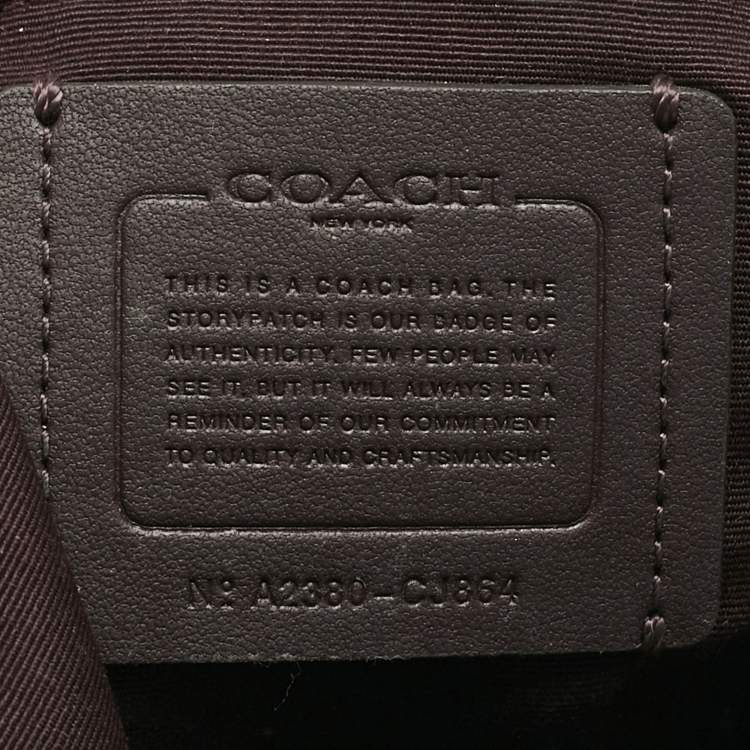 COACH
NEW YORK
THIS IS A COACH BAG. THE
STORYPATCH IS OUR BADGE OF
AUTHENTICITY. FEW PEOPLE MAY
SEE IT, BUT IT WILL ALWAYS BE A
REMINDER OF OUR COMMITMENT
TO QUALITY AND CRAFTSMANSHIP.
Nº A2380-CJ864